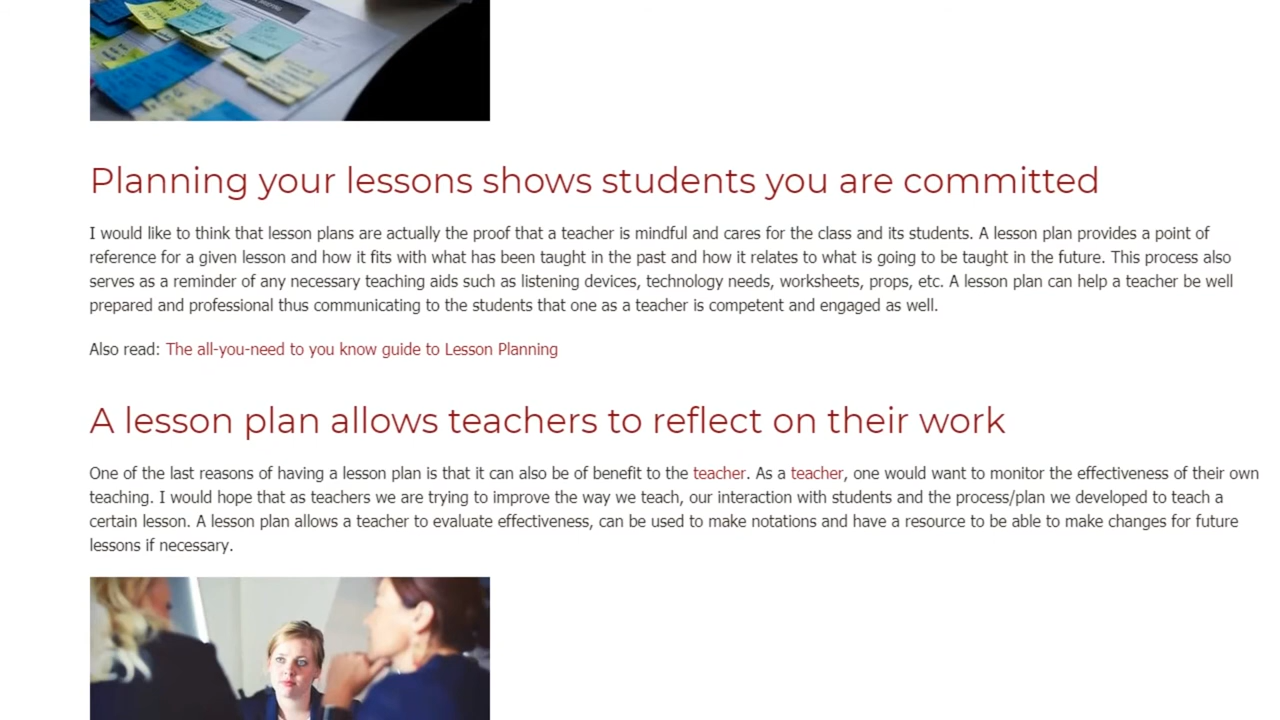 Planning your lessons shows students you are committed
I would like to think that lesson plans are actually the proof that a teacher is mindful and cares for the class and its students. A lesson plan provides a point of
reference for a given lesson and how it fits with what has been taught in the past and how it relates to what is going to be taught in the future. This process also
serves as a reminder of any necessary teaching aids such as listening devices, technology needs, worksheets, props, etc. A lesson plan can help a teacher be well
prepared and professional thus communicating to the students that one as a teacher is competent and engaged as well.
Also read: The all-you-need to you know guide to Lesson Planning
A lesson plan allows teachers to reflect on their work
One of the last reasons of having a lesson plan is that it can also be of benefit to the teacher. As a teacher, one would want to monitor the effectiveness of their own
teaching. I would hope that as teachers we are trying to improve the way we teach, our interaction with students and the process/plan we developed to teach a
certain lesson. A lesson plan allows a teacher to evaluate effectiveness, can be used to make notations and have a resource to be able to make changes for future
lessons if necessary.